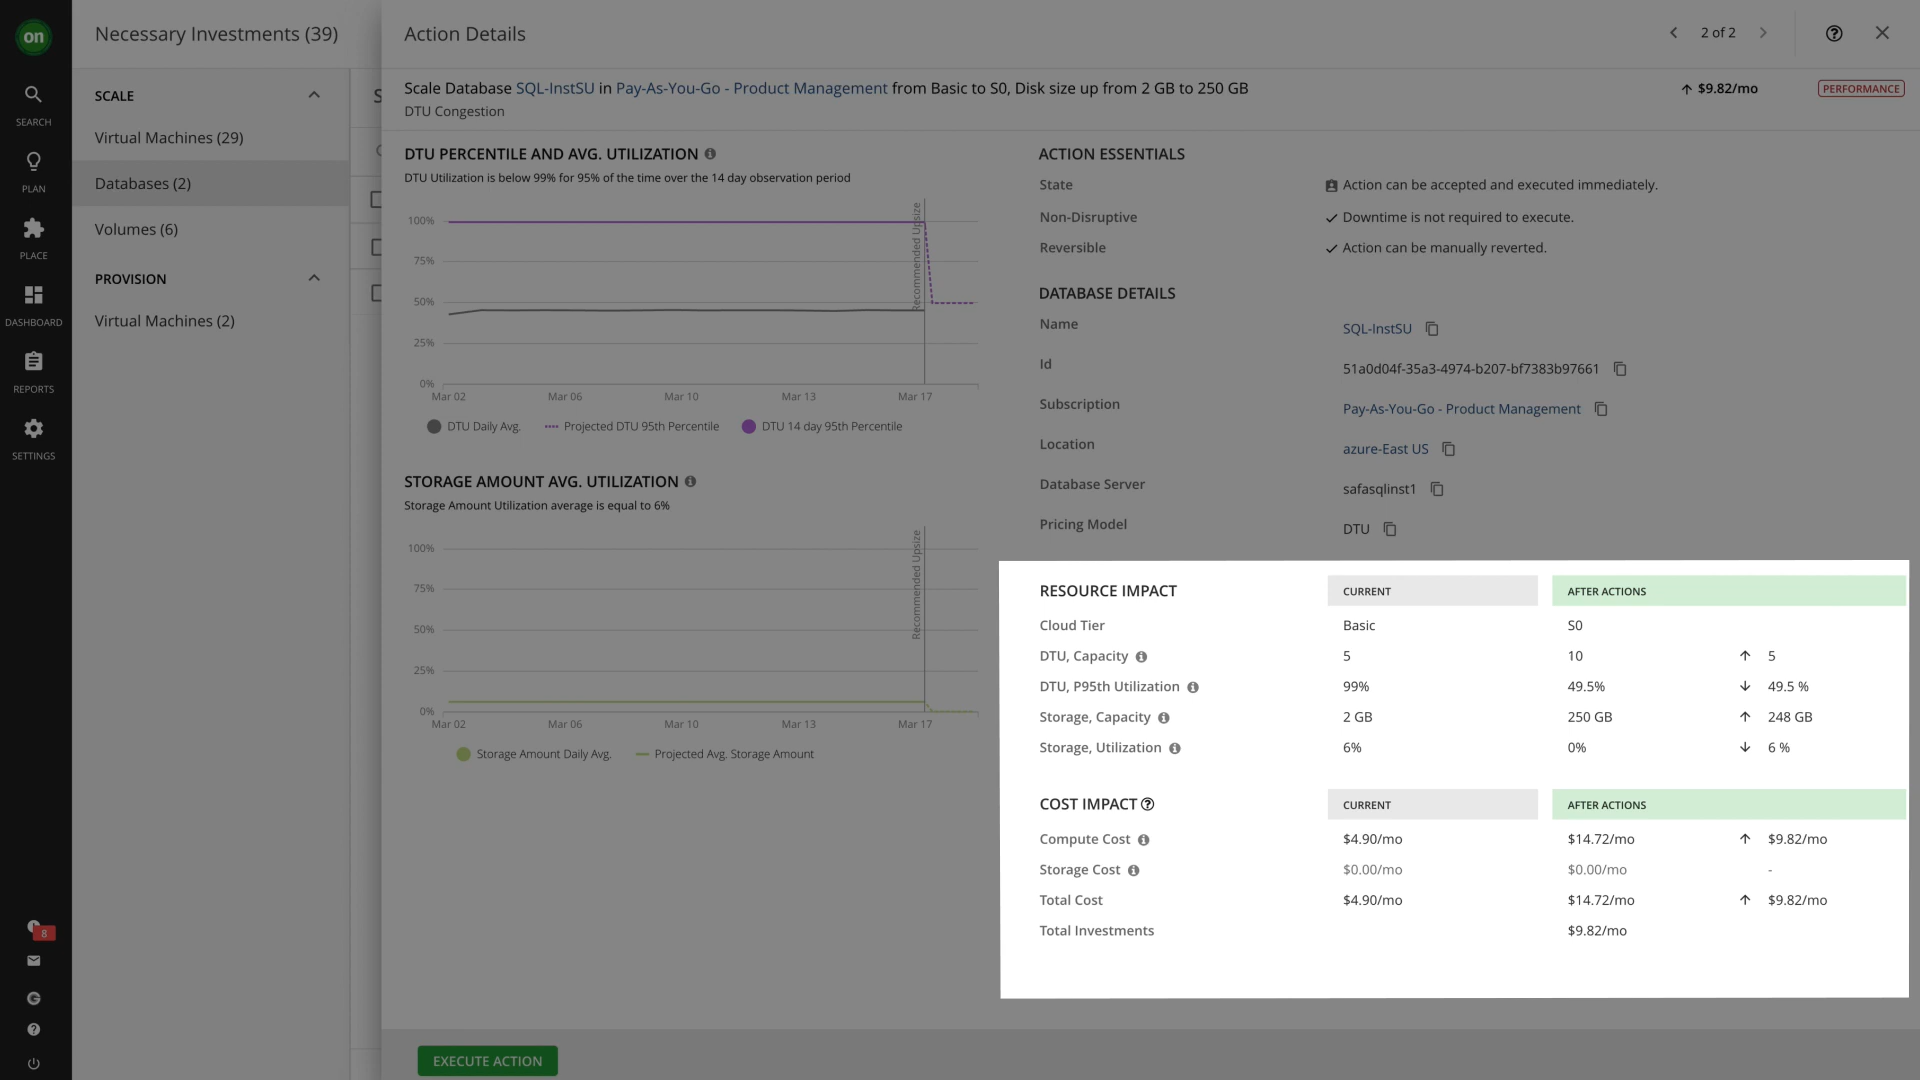 on
SEARCH
PLAN
PLACE
DASHBOARD
REPORTS
SETTINGS
8
Necessary Investments (39)
SCALE
Virtual Machines (29)
Databases (2)
Volumes (6)
PROVISION
Virtual Machines (2)
Action Details
2 of 2
Scale Database SQL-InstSU in Pay-As-You-Go - Product Management from Basic to S0, Disk size up from 2 GB to 250 GB
↑ $9.82/mo
PERFORMANCE
DTU Congestion
DTU PERCENTILE AND AVG. UTILIZATION
DTU Utilization is below 99% for 95% of the time over the 14 day observation period
100%
75%
50%
25%
0%
Recommended Upsize
Mar 02 Mar 06 Mar 10 Mar 13 Mar 17
DTU Daily Avg. Projected DTU 95th Percentile DTU 14 day 95th Percentile
STORAGE AMOUNT AVG. UTILIZATION
Storage Amount Utilization average is equal to 6%
100%
75%
50%
25%
0%
Recommended Upsize
Mar 02 Mar 06 Mar 10 Mar 13 Mar 17
Storage Amount Daily Avg. Projected Avg. Storage Amount
ACTION ESSENTIALS
State Action can be accepted and executed immediately.
Non-Disruptive Downtime is not required to execute.
Reversible Action can be manually reverted.
DATABASE DETAILS
Name SQL-InstSU
Id 51a0d04f-35a3-4974-b207-bf7383b97661
Subscription Pay-As-You-Go - Product Management
Location azure-East US
Database Server safasqlinst1
Pricing Model DTU
RESOURCE IMPACT CURRENT AFTER ACTIONS
Cloud Tier Basic S0
DTU, Capacity 5 10 ↑ 5
DTU, P95th Utilization 99% 49.5% ↓ 49.5 %
Storage, Capacity 2 GB 250 GB ↑ 248 GB
Storage, Utilization 6% 0% ↓ 6 %
COST IMPACT CURRENT AFTER ACTIONS
Compute Cost $4.90/mo $14.72/mo ↑ $9.82/mo
Storage Cost $0.00/mo $0.00/mo -
Total Cost $4.90/mo $14.72/mo ↑ $9.82/mo
Total Investments $9.82/mo
EXECUTE ACTION